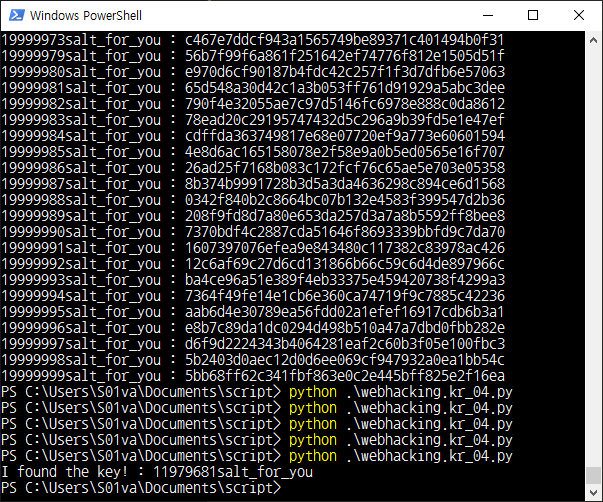 Windows PowerShell
19999973salt_for_you : c467e7ddcf943a1565749be89371c401494b0f31
19999979salt_for_you : 56b7f99f6a861f251642ef74776f812e1505d51f
19999980salt_for_you : e970d6cf90187b4fdc42c257f1f3d7dfb6e57063
19999981salt_for_you : 65d548a30d42c1a3b053ff761d91929a5abc3dee
19999982salt_for_you : 790f4e32055ae7c97d5146fc6978e888c0da8612
19999983salt_for_you : 78ead20c29195747432d5c296a9b39fd5e1e47ef
19999984salt_for_you : cdffda363749817e68e07720ef9a773e60601594
19999985salt_for_you : 4e8d6ac165158078e2f58e9a0b5ed0565e16f707
19999986salt_for_you : 26ad25f7168b083c172fcf76c65ae5e703e05358
19999987salt_for_you : 8b374b9991728b3d5a3da4636298c894ce6d1568
19999988salt_for_you : 0342f840b2c8664bc07b132e4583f399547d2b36
19999989salt_for_you : 208f9fd8d7a80e653da257d3a7a8b5592ff8bee8
19999990salt_for_you : 7370bdf4c2887cda51646f8693339bbfd9c7da70
19999991salt_for_you : 1607397076efea9e843480c117382c83978ac426
19999992salt_for_you : 12c6af69c27d6cd131866b66c59c6d4de897966c
19999993salt_for_you : ba4ce96a51e389f4eb33375e459420738f4299a3
19999994salt_for_you : 7364f49fe14e1cb6e360ca74719f9c7885c42236
19999995salt_for_you : aab6d4e30789ea56fdd02a1efef16917cdb6b3a1
19999996salt_for_you : e8b7c89da1dc0294d498b510a47a7dbd0fbb282e
19999997salt_for_you : d6f9d2224343b4064281eaf2c60b3f05e100fbc3
19999998salt_for_you : 5b2403d0aec12d0d6ee069cf947932a0ea1bb54c
19999999salt_for_you : 5bb68ff62c341fbf863e0c2e445bff825e2f16ea
PS C:\Users\S01va\Documents\script> python .\webhacking.kr_04.py
PS C:\Users\S01va\Documents\script> python .\webhacking.kr_04.py
PS C:\Users\S01va\Documents\script> python .\webhacking.kr_04.py
PS C:\Users\S01va\Documents\script> python .\webhacking.kr_04.py
PS C:\Users\S01va\Documents\script> python .\webhacking.kr_04.py
I found the key! : 11979681salt_for_you
PS C:\Users\S01va\Documents\script>